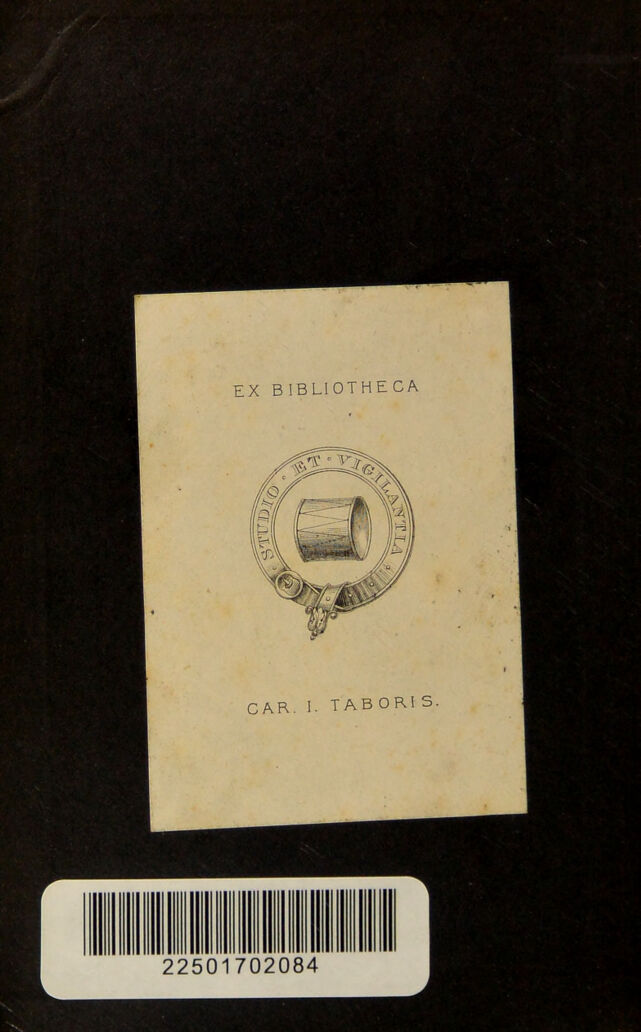 EX BIBLIOTHECA
STUDIO · ET · VIGILANTIA ·
CAR. I. TABORIS.
22501702084